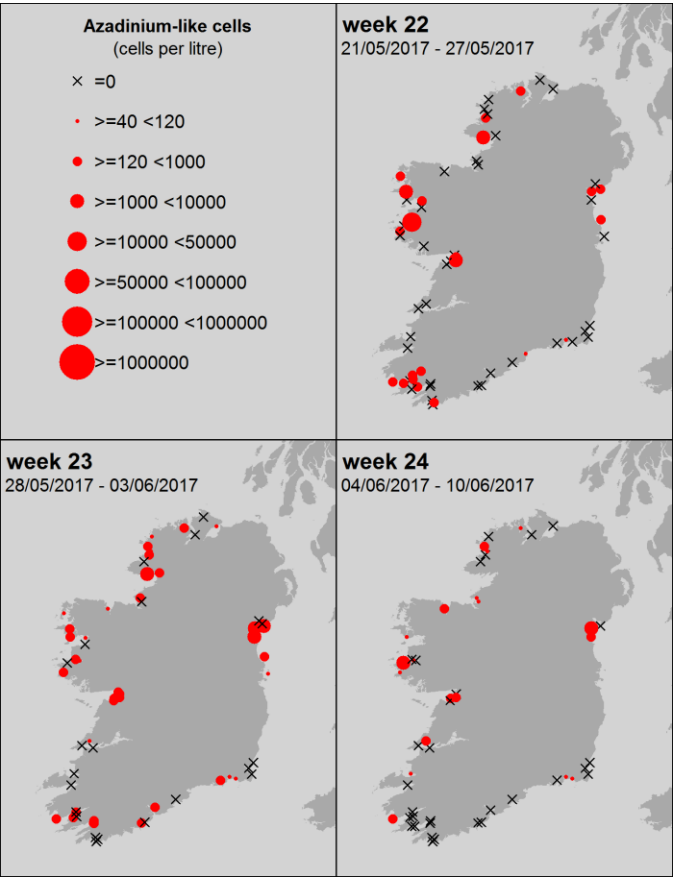 Azadinium-like cells
(cells per litre)
=0
>=40 <120
>=120 <1000
>=1000 <10000
>=10000 <50000
>=50000 <100000
>=100000 <1000000
>=1000000
week 22
21/05/2017 - 27/05/2017
week 23
28/05/2017 - 03/06/2017
week 24
04/06/2017 - 10/06/2017